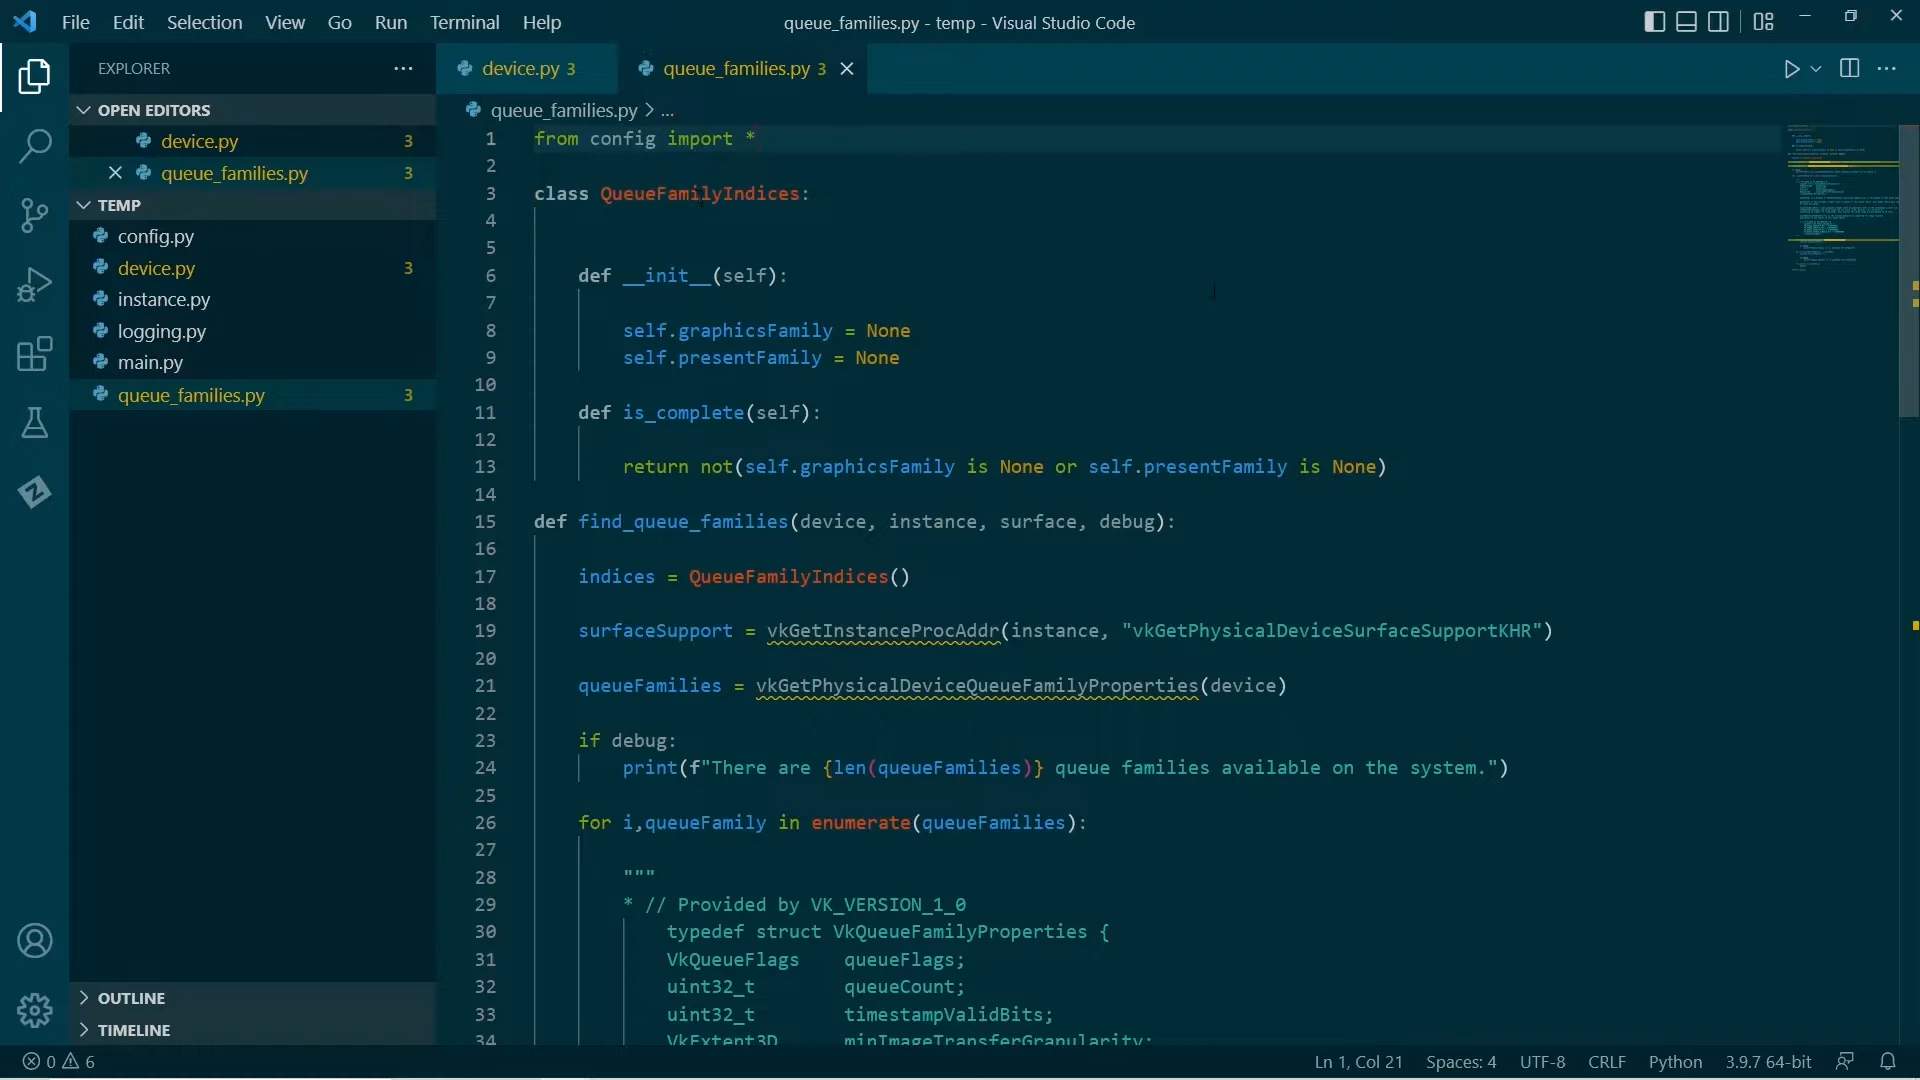 File Edit Selection View Go Run Terminal Help
queue_families.py - temp - Visual Studio Code
EXPLORER
OPEN EDITORS
device.py 3
queue_families.py 3
TEMP
config.py
device.py 3
instance.py
logging.py
main.py
queue_families.py 3
OUTLINE
TIMELINE
device.py 3
queue_families.py 3
queue_families.py > ...
1 from config import *
2
3 class QueueFamilyIndices:
4
5
6 def __init__(self):
7
8 self.graphicsFamily = None
9 self.presentFamily = None
10
11 def is_complete(self):
12
13 return not(self.graphicsFamily is None or self.presentFamily is None)
14
15 def find_queue_families(device, instance, surface, debug):
16
17 indices = QueueFamilyIndices()
18
19 surfaceSupport = vkGetInstanceProcAddr(instance, "vkGetPhysicalDeviceSurfaceSupportKHR")
20
21 queueFamilies = vkGetPhysicalDeviceQueueFamilyProperties(device)
22
23 if debug:
24 print(f"There are {len(queueFamilies)} queue families available on the system.")
25
26 for i,queueFamily in enumerate(queueFamilies):
27
28 """
29 * // Provided by VK_VERSION_1_0
30 typedef struct VkQueueFamilyProperties {
31 VkQueueFlags queueFlags;
32 uint32_t queueCount;
33 uint32_t timestampValidBits;
34 VkExtent3D minImageTransferGranularity;
0 6
Ln 1, Col 21 Spaces: 4 UTF-8 CRLF Python 3.9.7 64-bit